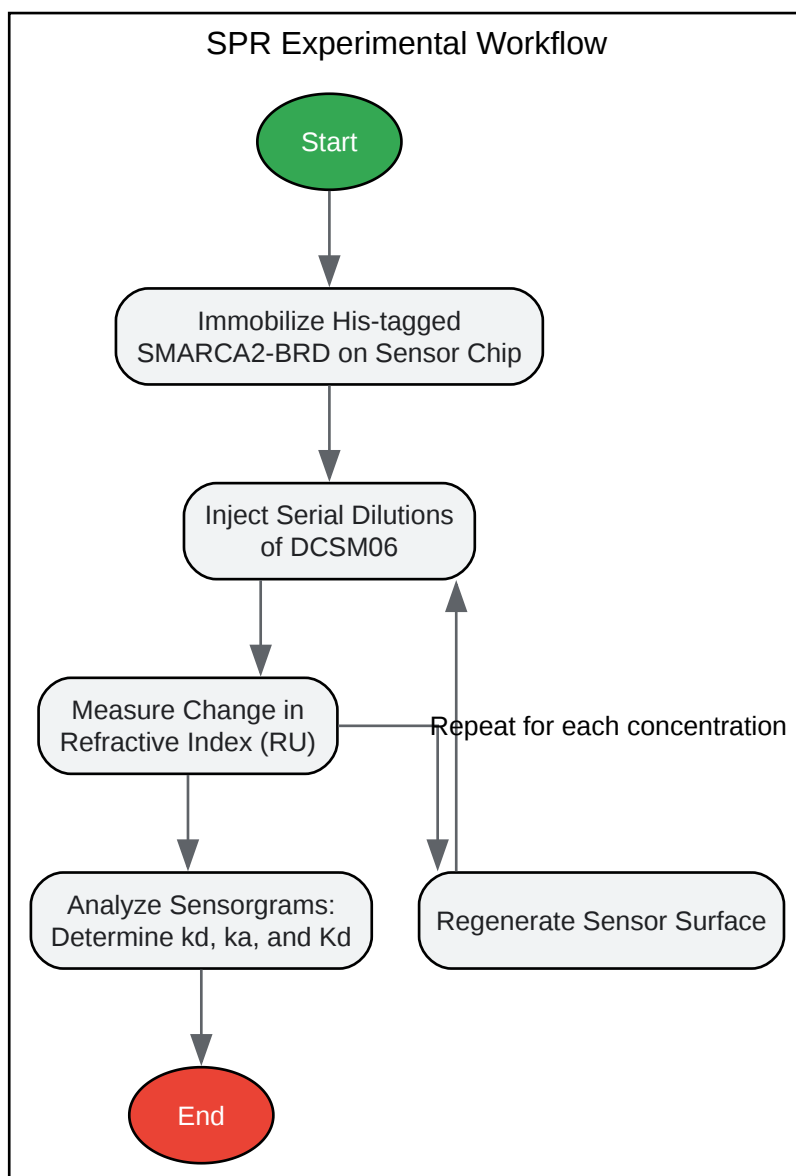 SPR Experimental Workflow
Start
Immobilize His-tagged
SMARCA2-BRD on Sensor Chip
Inject Serial Dilutions
of DCSM06
Measure Change in
Refractive Index (RU)
Repeat for each concentration
Analyze Sensorgrams:
Determine kd, ka, and Kd
Regenerate Sensor Surface
End